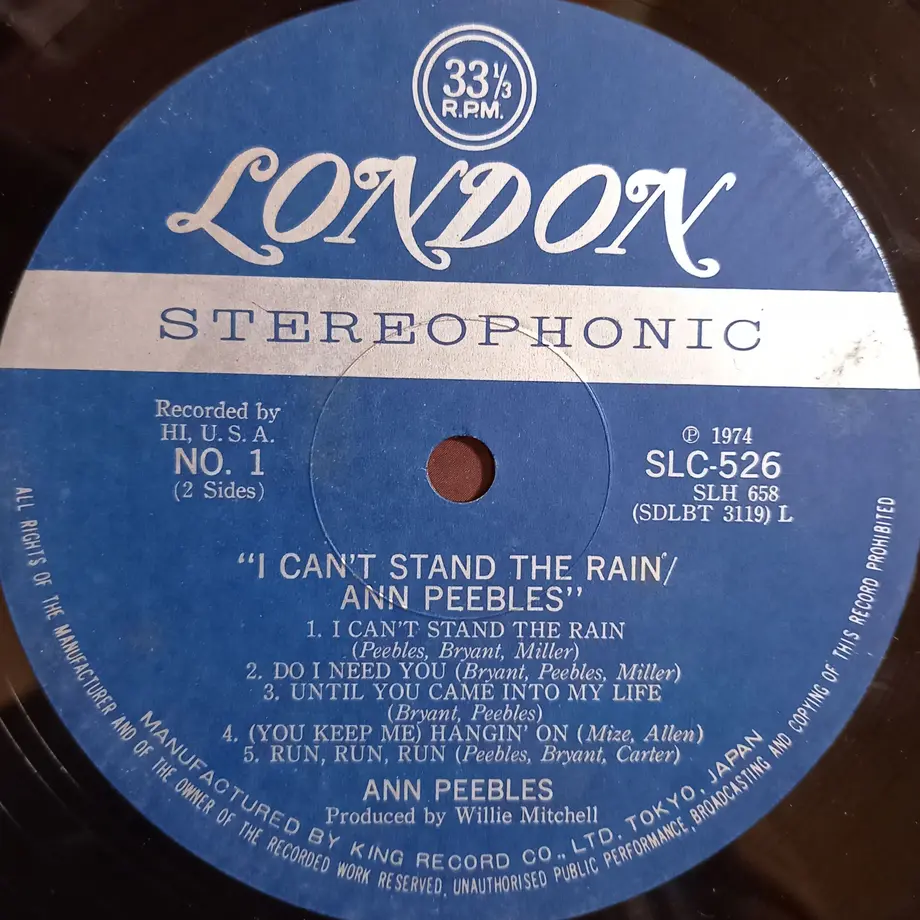 33 1/3
R.P.M.
LONDON
STEREOPHONIC
Recorded by
HI, U. S. A.
NO. 1
(2 Sides)
℗ 1974
SLC-526
SLH 658
(SDLBT 3119) L
"I CAN'T STAND THE RAIN/
ANN PEEBLES"
1. I CAN'T STAND THE RAIN
(Peebles, Bryant, Miller)
2. DO I NEED YOU (Bryant, Peebles, Miller)
3. UNTIL YOU CAME INTO MY LIFE
(Bryant, Peebles)
4. (YOU KEEP ME) HANGIN' ON (Mize, Allen)
5. RUN, RUN, RUN (Peebles, Bryant, Carter)
ANN PEEBLES
Produced by Willie Mitchell
MANUFACTURED BY KING RECORD CO., LTD. TOKYO, JAPAN
ALL RIGHTS OF THE MANUFACTURER AND OF THE OWNER OF THE RECORDED WORK RESERVED, UNAUTHORISED PUBLIC PERFORMANCE, BROADCASTING AND COPYING OF THIS RECORD PROHIBITED